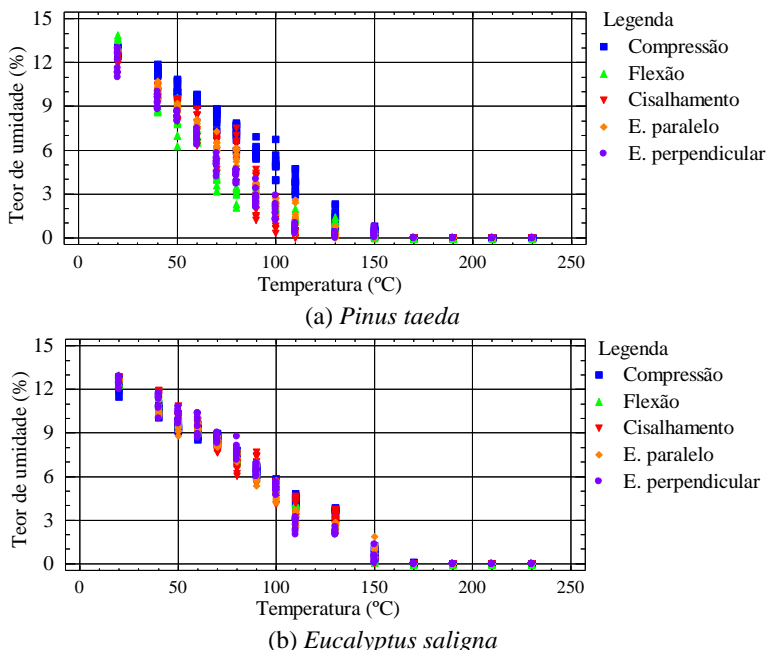 15
12
9
6
3
0
Teor de umidade (%)
0 50 100 150 200 250
Temperatura (ºC)
Legenda
Compressão
Flexão
Cisalhamento
E. paralelo
E. perpendicular
(a) Pinus taeda
15
12
9
6
3
0
Teor de umidade (%)
0 50 100 150 200 250
Temperatura (ºC)
Legenda
Compressão
Flexão
Cisalhamento
E. paralelo
E. perpendicular
(b) Eucalyptus saligna